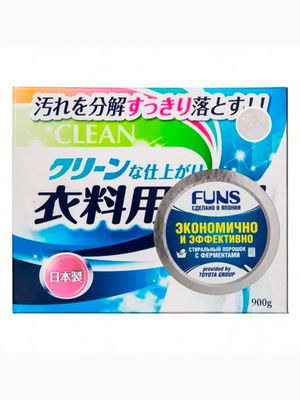 汚れを分解すっきり落とす!!
CLEAN
クリーンな仕上がり
衣料用
日本製
FUNS
СДЕЛАНО В ЯПОНИИ
ЭКОНОМИЧНО
И ЭФФЕКТИВНО
СТИРАЛЬНЫЙ ПОРОШОК
С ФЕРМЕНТАМИ
provided by
TOYOTA GROUP
900g